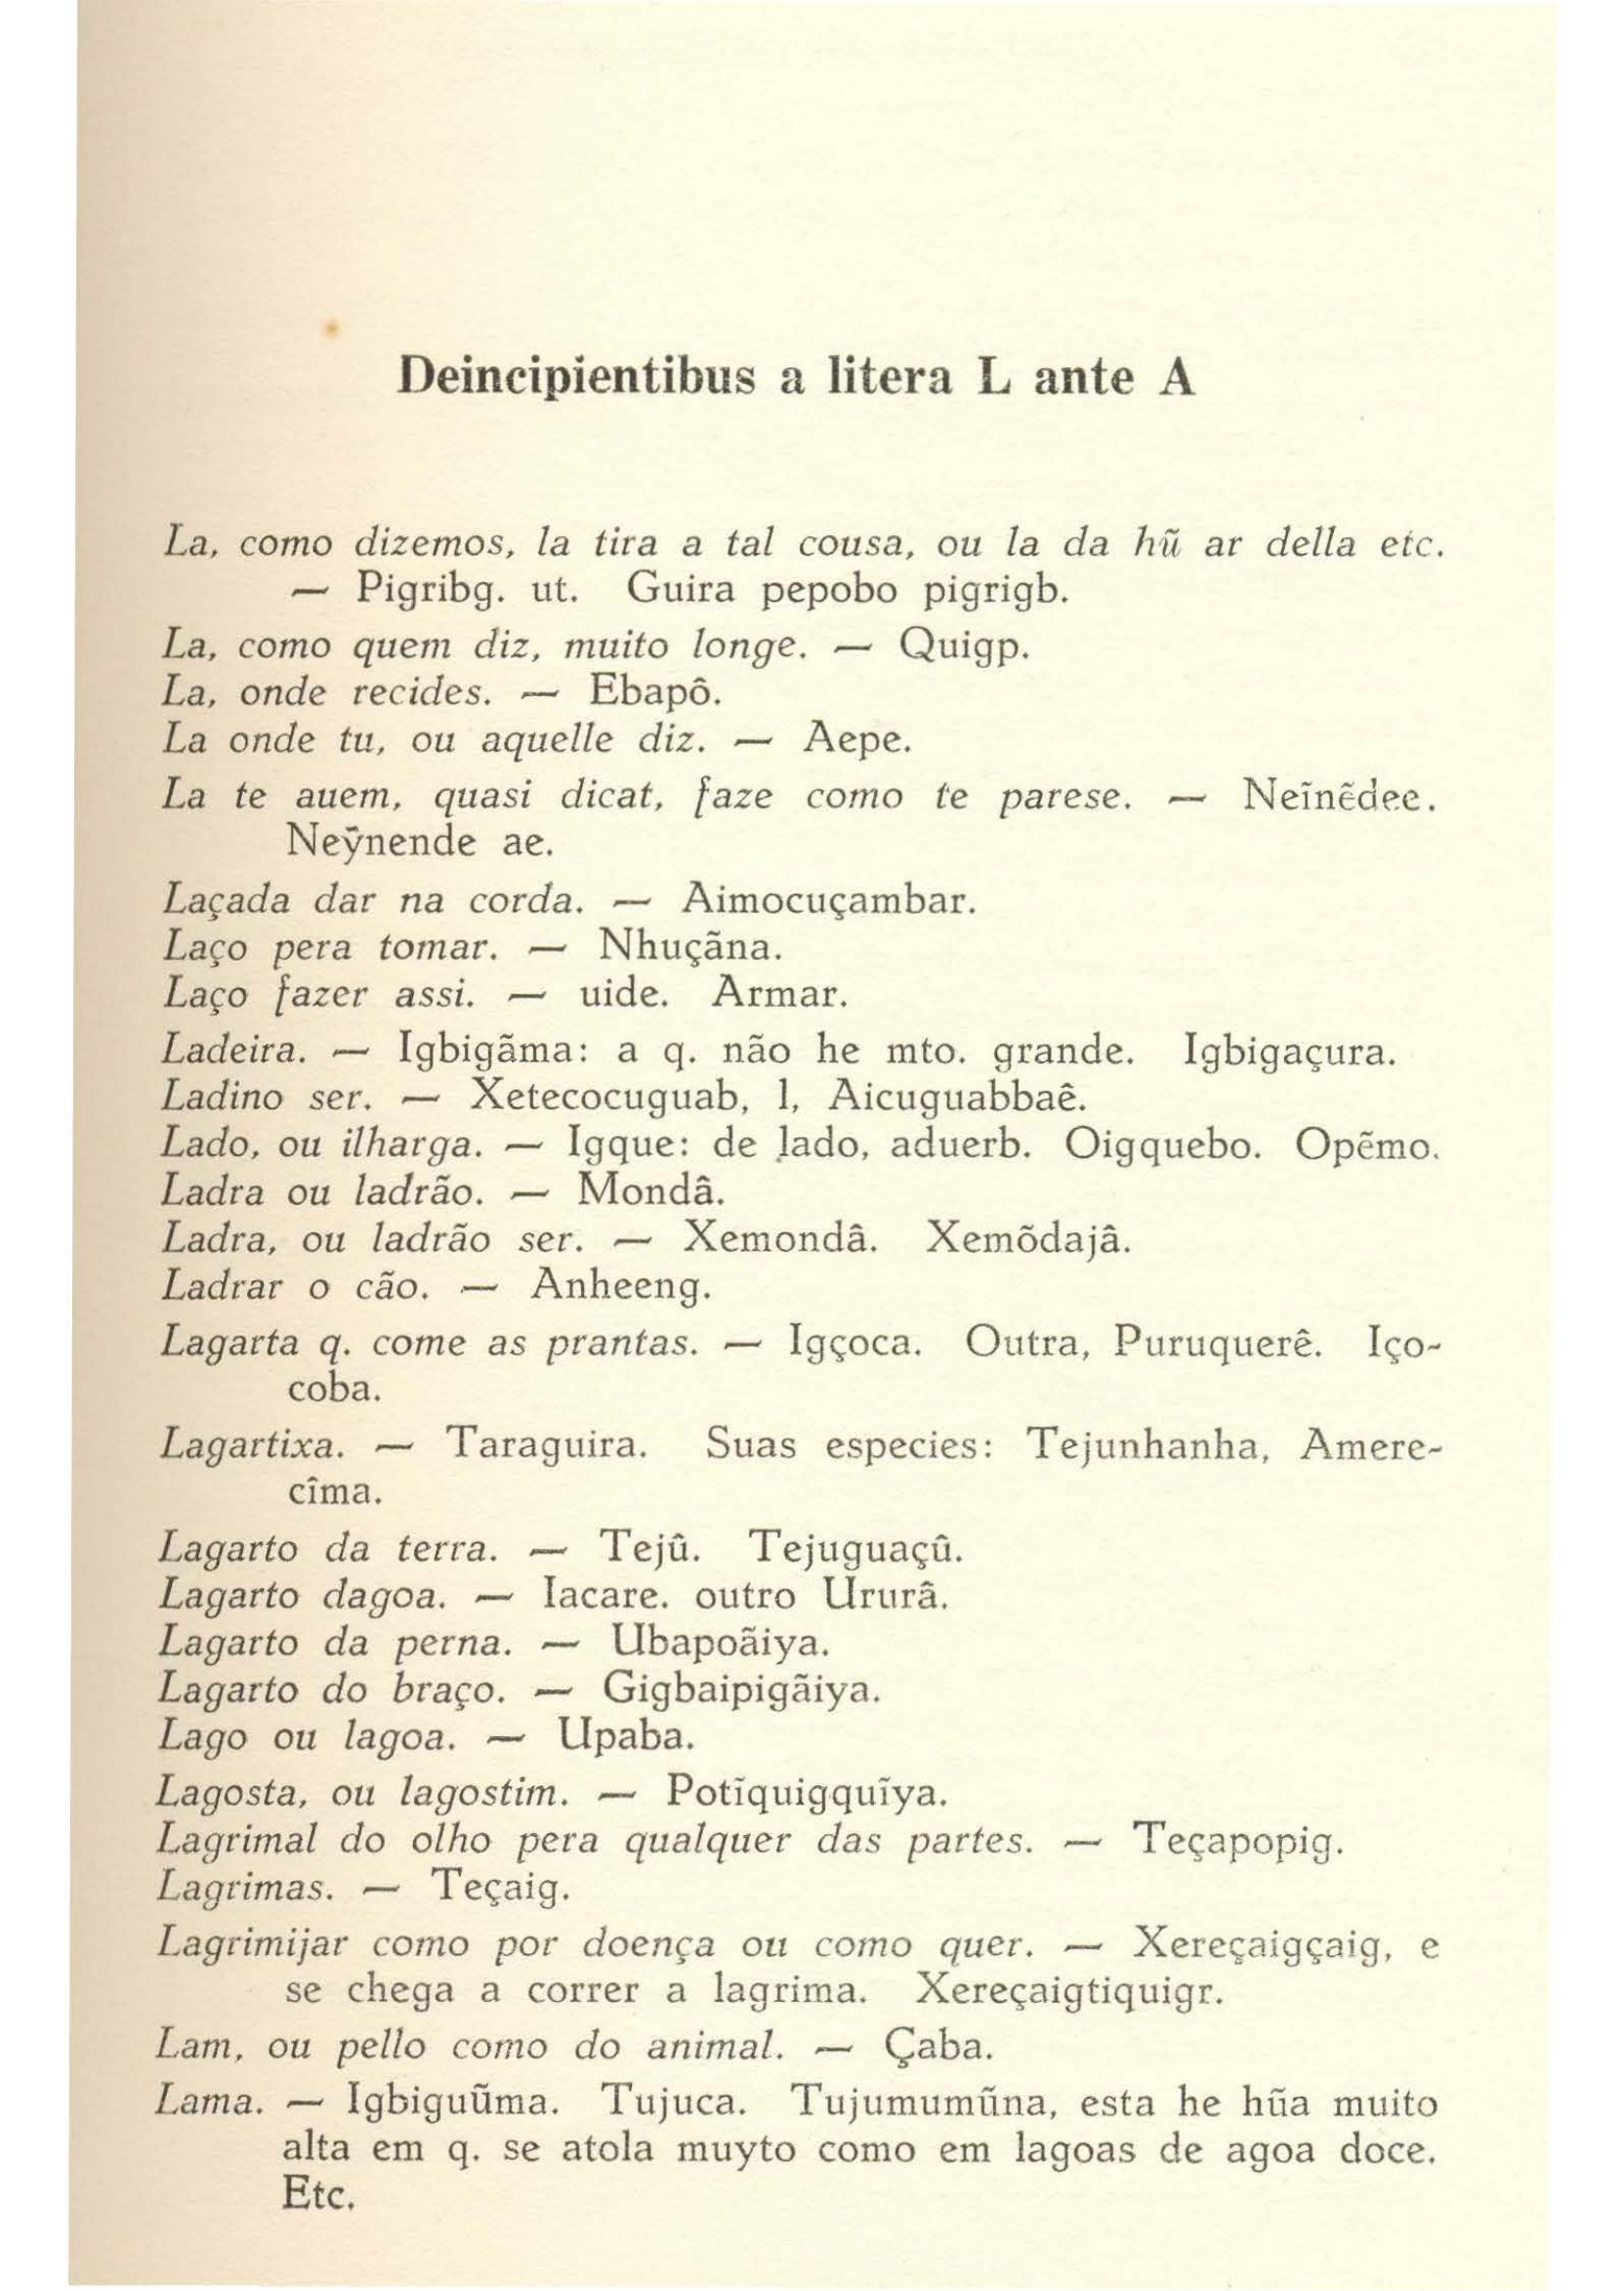 Deincipientibus a litera L ante A
La, como dizemos, la tira a tal cousa, ou la da hũ ar della etc.
— Pigribg. ut. Guira pepobo pigrigb.
La, como quem diz, muito longe. — Quigp.
La, onde recides. — Ebapô.
La onde tu, ou aquelle diz. — Aepe.
La te auem, quasi dicat, faze como te parese. — Neĩnẽdee.
Neỹnende ae.
Laçada dar na corda. — Aimocuçambar.
Laço pera tomar. — Nhuçãna.
Laço fazer assi. — uide. Armar.
Ladeira. — Igbigãma: a q. não he mto. grande. Igbigaçura.
Ladino ser. — Xetecocuguab, l, Aicuguabbaê.
Lado, ou ilharga. — Igque: de lado, aduerb. Oigquebo. Opẽmo.
Ladra ou ladrão. — Mondâ.
Ladra, ou ladrão ser. — Xemondâ. Xemõdajâ.
Ladrar o cão. — Anheeng.
Lagarta q. come as prantas. — Igçoca. Outra, Puruquerê. Iço-
coba.
Lagartixa. — Taraguira. Suas especies: Tejunhanha, Amere-
cîma.
Lagarto da terra. — Tejû. Tejuguaçû.
Lagarto dagoa. — Iacare. outro Ururâ.
Lagarto da perna. — Ubapoãiya.
Lagarto do braço. — Gigbaipigãiya.
Lago ou lagoa. — Upaba.
Lagosta, ou lagostim. — Potĩquigquĩya.
Lagrimal do olho pera qualquer das partes. — Teçapopig.
Lagrimas. — Teçaig.
Lagrimijar como por doença ou como quer. — Xereçaigçaig, e
se chega a correr a lagrima. Xereçaigtiquigr.
Lam, ou pello como do animal. — Çaba.
Lama. — Igbiguũma. Tujuca. Tujumumũna, esta he hũa muito
alta em q. se atola muyto como em lagoas de agoa doce.
Etc.